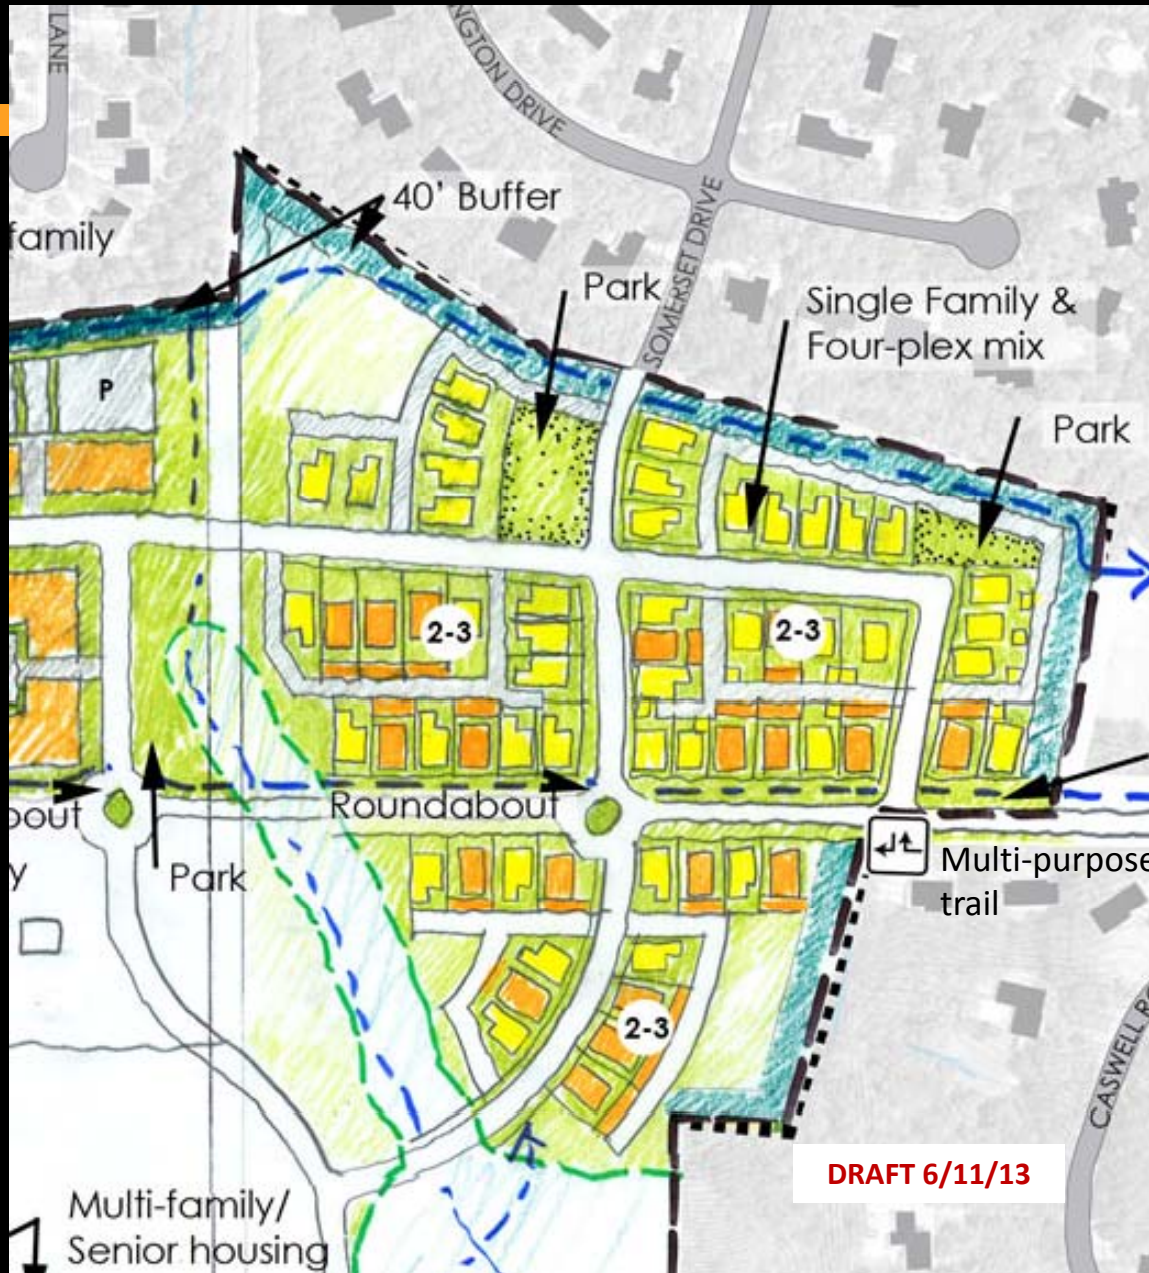 LANE
NGTON DRIVE
40' Buffer
family
SOMERSET DRIVE
Park
Single Family &
Four-plex mix
P
Park
2-3
2-3
Roundabout
bout
y
Park
Multi-purpose
trail
2-3
CASWELL R
DRAFT 6/11/13
Multi-family/
Senior housing